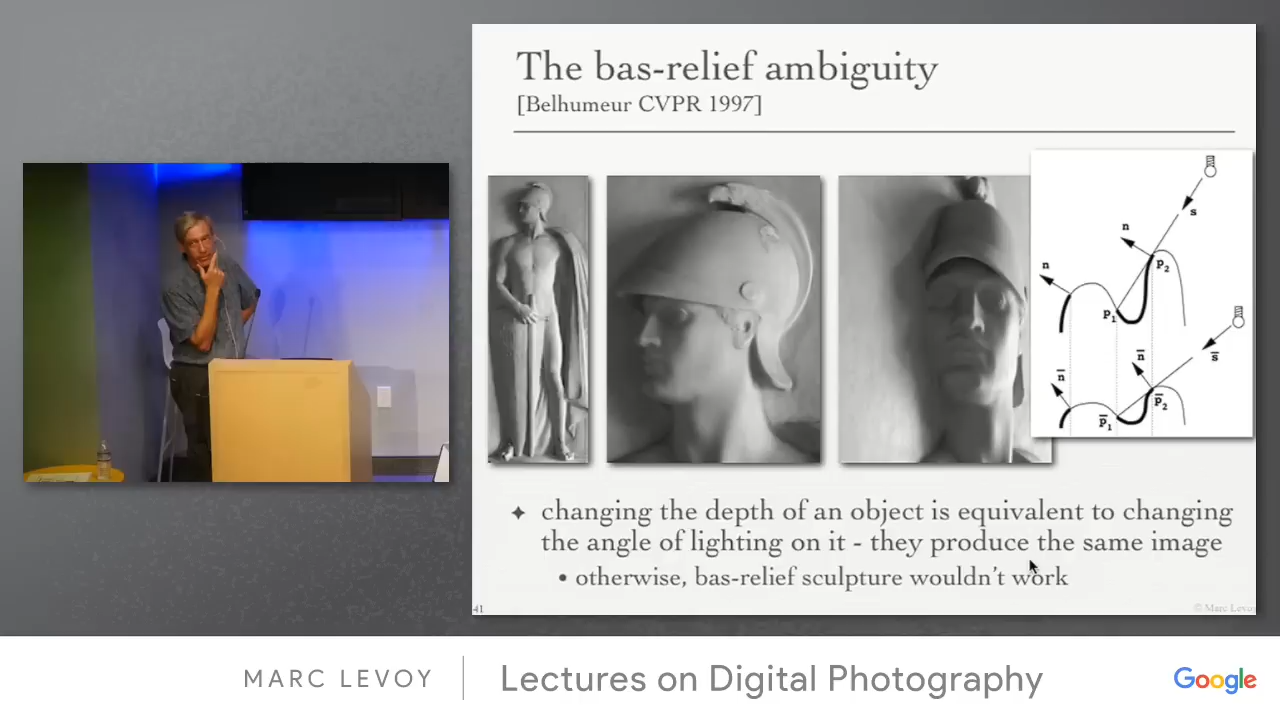 The bas-relief ambiguity
[Belhumeur CVPR 1997]
s
n
n
p2
p1
s̄
n̄
n̄
p̄2
p̄1
✦ changing the depth of an object is equivalent to changing
the angle of lighting on it - they produce the same image
• otherwise, bas-relief sculpture wouldn't work
41
© Marc Levoy
MARC LEVOY
Lectures on Digital Photography
Google